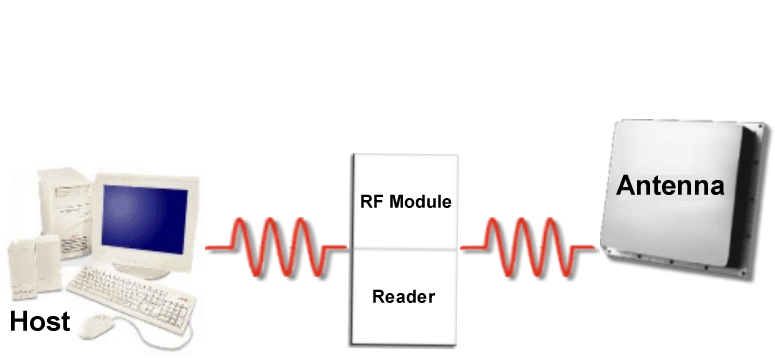 Antenna
RF Module
Reader
Host